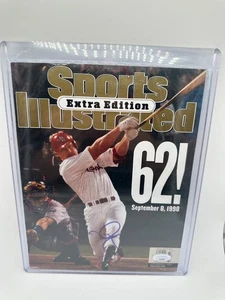 Sports
Extra Edition
Illustrated
62!
September 8, 1998